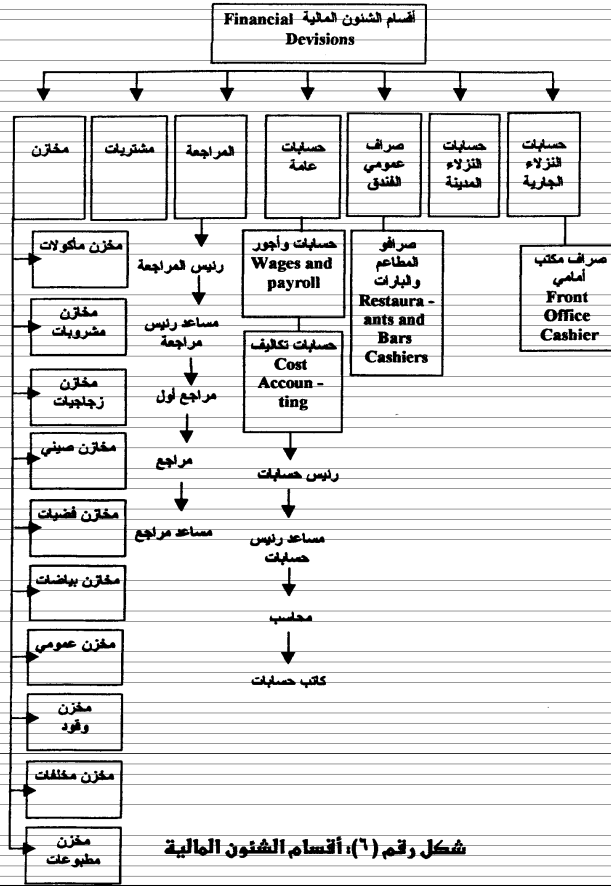 أقسام الشئون المالية Financial
Devisions
حسابات
النزلاء
الجارية
حسابات
النزلاء
المدينة
صراف
عمومي
الفندق
حسابات
عامة
المراجعة
مشتريات
مخازن
صراف مكتب
أمامي
Front
Office
Cashier
صرافو
المطاعم
والبارات
Restaura -
ants and
Bars
Cashiers
حسابات وأجور
Wages and
payroll
حسابات تكاليف
Cost
Accoun -
ting
رئيس حسابات
مساعد رئيس
حسابات
محاسب
كاتب حسابات
رئيس المراجعة
مساعد رئيس
مراجعة
مراجع أول
مراجع
مساعد مراجع
مخزن مأكولات
مخازن
مشروبات
مخازن
زجاجيات
مخازن صيني
مخازن فضيات
مخازن بياضات
مخزن عمومي
مخزن
وقود
مخزن مخلفات
مخزن
مطبوعات
شكل رقم (٦): أقسام الشئون المالية